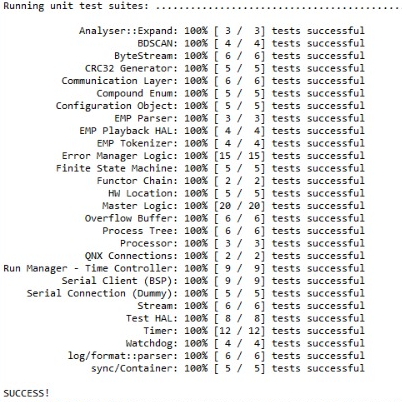 Running unit test suites: ........................................
Analyser::Expand: 100% [ 3 /  3] tests successful
BDSCAN: 100% [ 4 /  4] tests successful
ByteStream: 100% [ 6 /  6] tests successful
CRC32 Generator: 100% [ 5 /  5] tests successful
Communication Layer: 100% [ 6 /  6] tests successful
Compound Enum: 100% [ 5 /  5] tests successful
Configuration Object: 100% [ 5 /  5] tests successful
EMP Parser: 100% [ 3 /  3] tests successful
EMP Playback HAL: 100% [ 4 /  4] tests successful
EMP Tokenizer: 100% [ 4 /  4] tests successful
Error Manager Logic: 100% [15 / 15] tests successful
Finite State Machine: 100% [ 5 /  5] tests successful
Functor Chain: 100% [ 2 /  2] tests successful
HW Location: 100% [ 5 /  5] tests successful
Master Logic: 100% [20 / 20] tests successful
Overflow Buffer: 100% [ 6 /  6] tests successful
Process Tree: 100% [ 6 /  6] tests successful
Processor: 100% [ 3 /  3] tests successful
QNX Connections: 100% [ 2 /  2] tests successful
Run Manager - Time Controller: 100% [ 9 /  9] tests successful
Serial Client (BSP): 100% [ 9 /  9] tests successful
Serial Connection (Dummy): 100% [ 5 /  5] tests successful
Stream: 100% [ 6 /  6] tests successful
Test HAL: 100% [ 8 /  8] tests successful
Timer: 100% [12 / 12] tests successful
Watchdog: 100% [ 4 /  4] tests successful
log/format::parser: 100% [ 6 /  6] tests successful
sync/Container: 100% [ 5 /  5] tests successful
SUCCESS!